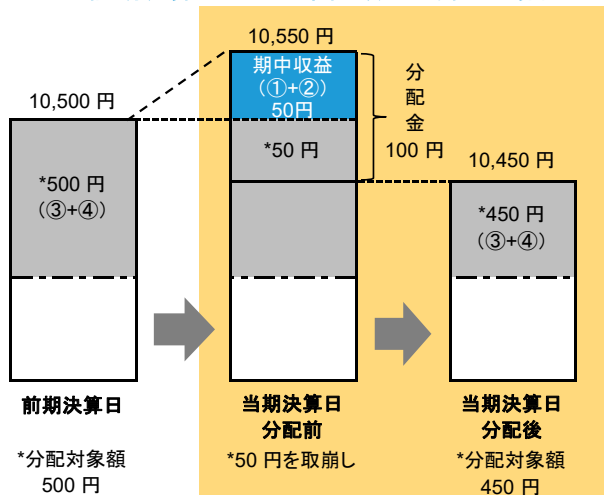 10,550 円
期中収益
(①+②)
50円
分
配
金
100 円
10,500 円
*50 円
10,450 円
*500 円
(③+④)
*450 円
(③+④)
前期決算日
当期決算日
分配前
当期決算日
分配後
*分配対象額
500 円
*50 円を取崩し
*分配対象額
450 円